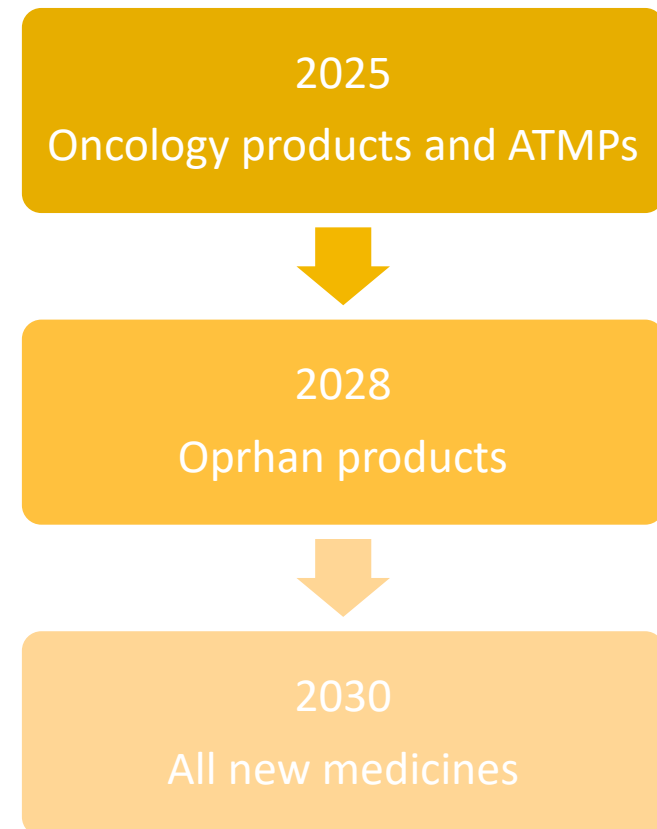 2025
Oncology products and ATMPs
2028
Oprhan products
2030
All new medicines